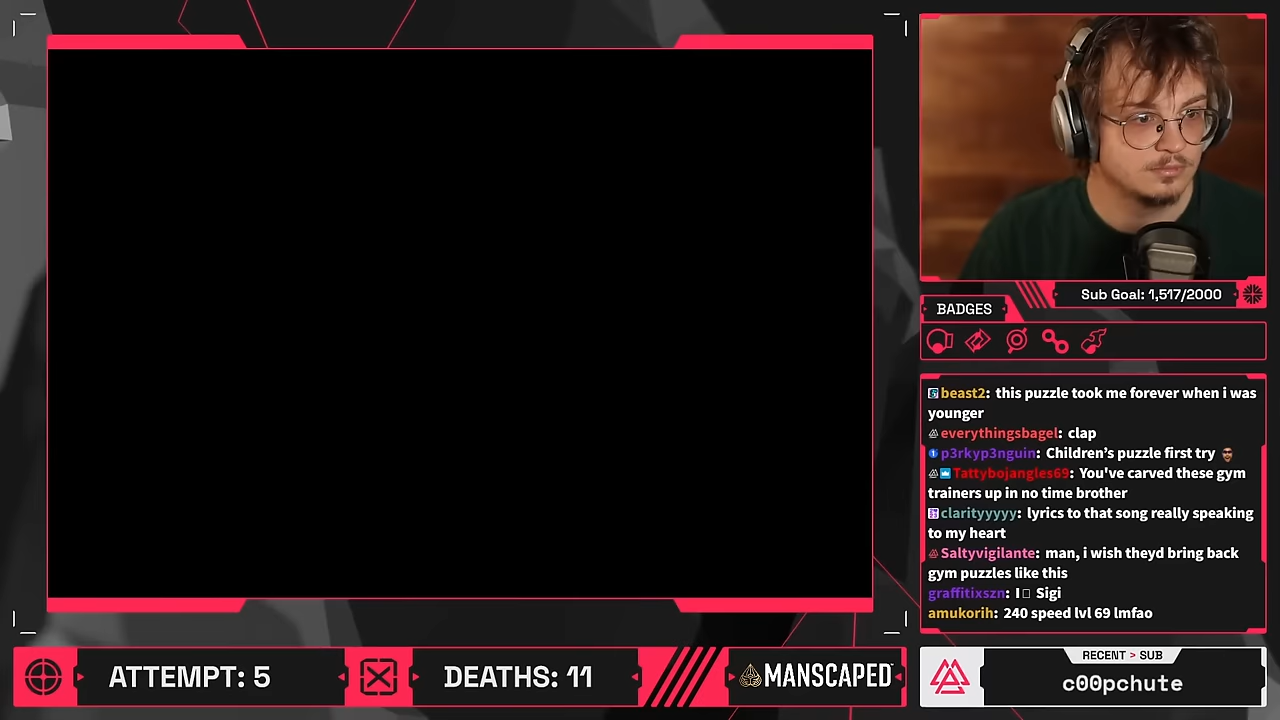 Sub Goal: 1,517/2000
BADGES
beast2: this puzzle took me forever when i was
younger
everythingsbagel: clap
p3rkyp3nguin: Children’s puzzle first try
Tattybojangles69: You've carved these gym
trainers up in no time brother
clarityyyyy: lyrics to that song really speaking
to my heart
Saltyvigilante: man, i wish theyd bring back
gym puzzles like this
graffitixszn: I Sigi
amukorih: 240 speed lvl 69 lmfao
ATTEMPT: 5
DEATHS: 11
MANSCAPED
RECENT > SUB
c00pchute